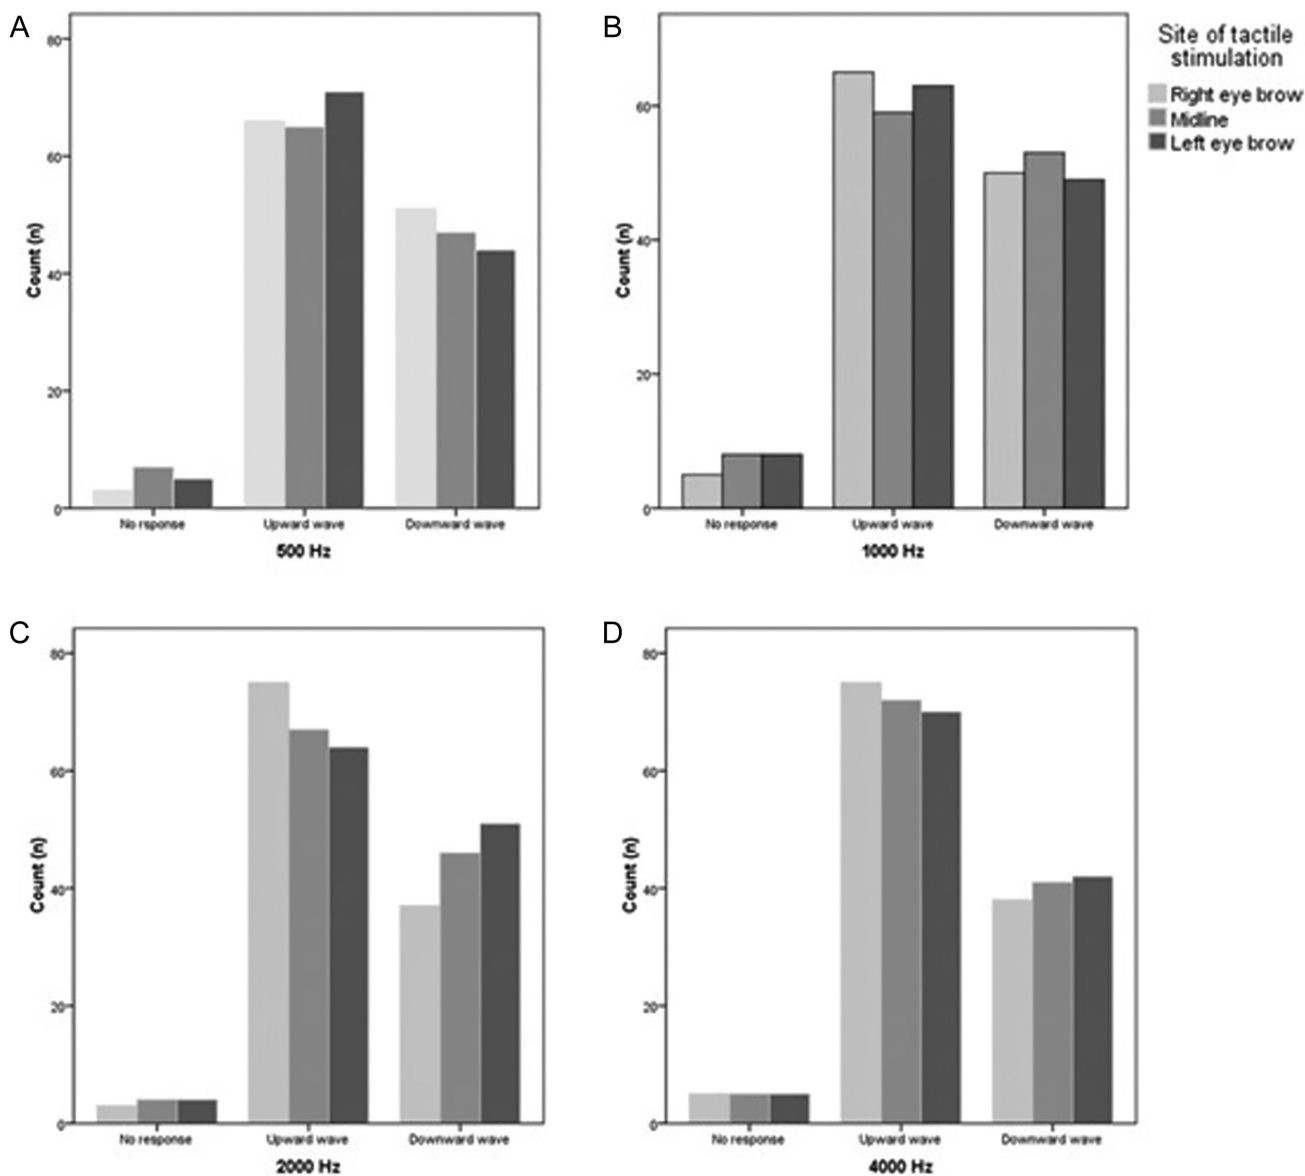 A
80
60
40
20
0
Count (n)
No rsponse
Upward wave
Downward wave
500 Hz
B
60
40
20
0
Count (n)
No response
Upward wave
Downward wave
1000 Hz
Site of tactile
stimulation
Right eye brow
Midline
Left eye brow
C
80
60
40
20
0
Count (n)
No response
Upward wave
Downward wave
2000 Hz
D
80
60
40
20
0
Count (n)
No response
Upward wave
Downward wave
4000 Hz